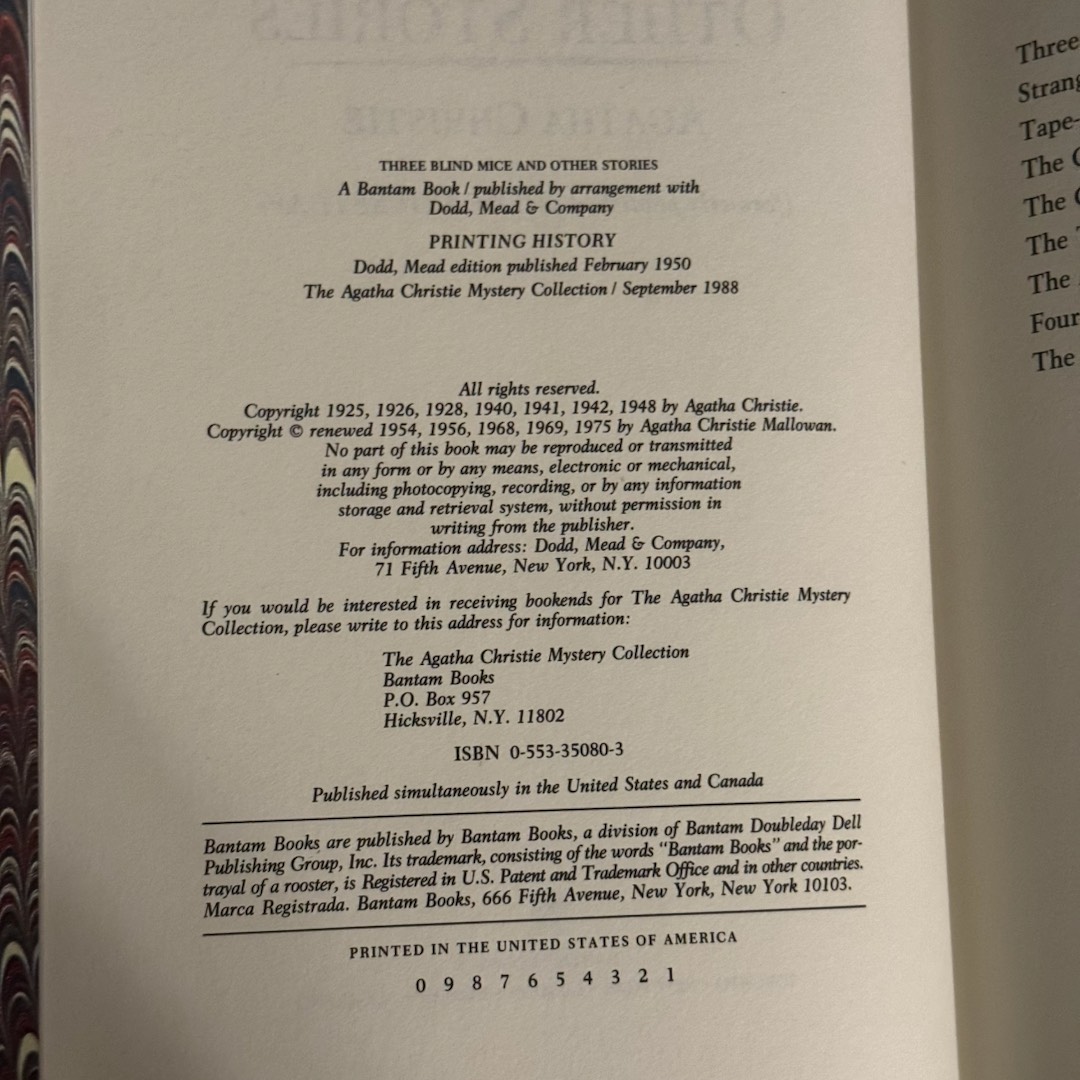 THREE BLIND MICE AND OTHER STORIES
A Bantam Book / published by arrangement with
Dodd, Mead & Company
PRINTING HISTORY
Dodd, Mead edition published February 1950
The Agatha Christie Mystery Collection / September 1988
All rights reserved.
Copyright 1925, 1926, 1928, 1940, 1941, 1942, 1948 by Agatha Christie.
Copyright © renewed 1954, 1956, 1968, 1969, 1975 by Agatha Christie Mallowan.
No part of this book may be reproduced or transmitted
in any form or by any means, electronic or mechanical,
including photocopying, recording, or by any information
storage and retrieval system, without permission in
writing from the publisher.
For information address: Dodd, Mead & Company,
71 Fifth Avenue, New York, N.Y. 10003
If you would be interested in receiving bookends for The Agatha Christie Mystery
Collection, please write to this address for information:
The Agatha Christie Mystery Collection
Bantam Books
P.O. Box 957
Hicksville, N.Y. 11802
ISBN 0-553-35080-3
Published simultaneously in the United States and Canada
Bantam Books are published by Bantam Books, a division of Bantam Doubleday Dell
Publishing Group, Inc. Its trademark, consisting of the words "Bantam Books" and the por-
trayal of a rooster, is Registered in U.S. Patent and Trademark Office and in other countries.
Marca Registrada. Bantam Books, 666 Fifth Avenue, New York, New York 10103.
PRINTED IN THE UNITED STATES OF AMERICA
0 9 8 7 6 5 4 3 2 1
Three
Strang
Tape-
The
The
The
The
Four
The